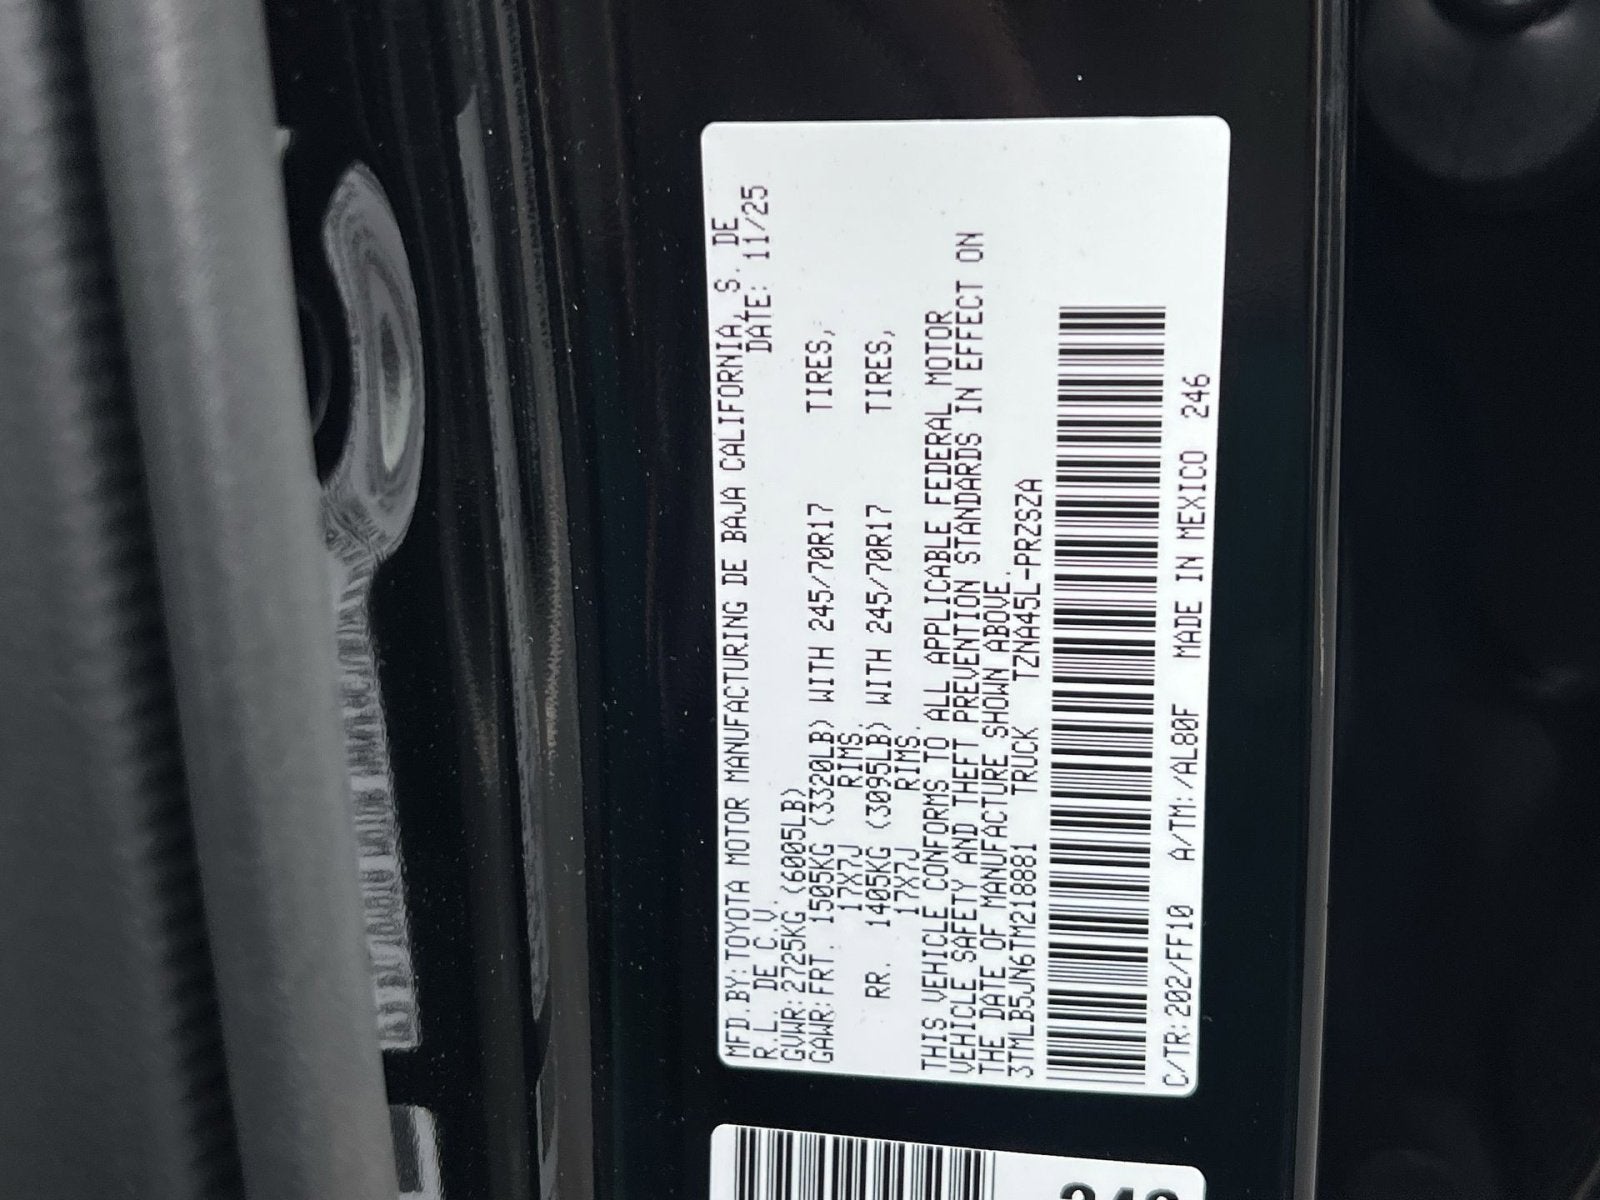 MFD.BY:TOYOTA MOTOR MANUFACTURING DE BAJA CALIFORNIA, S. DE
R.L. DE C.V. DATE: 11/25
GVWR:2725KG (6005LB)
GAWR:FRT. 1505KG (3320LB) WITH 245/70R17 TIRES,
17X7J RIMS.
RR. 1405KG (3095LB) WITH 245/70R17 TIRES,
17X7J RIMS.
THIS VEHICLE CONFORMS TO ALL APPLICABLE FEDERAL MOTOR
VEHICLE SAFETY AND THEFT PREVENTION STANDARDS IN EFFECT ON
THE DATE OF MANUFACTURE SHOWN ABOVE.
3TMLB5JN6TM218881 TRUCK TZNA45L-PRZSZA
C/TR:202/FF10 A/TM:/AL80F MADE IN MEXICO 246